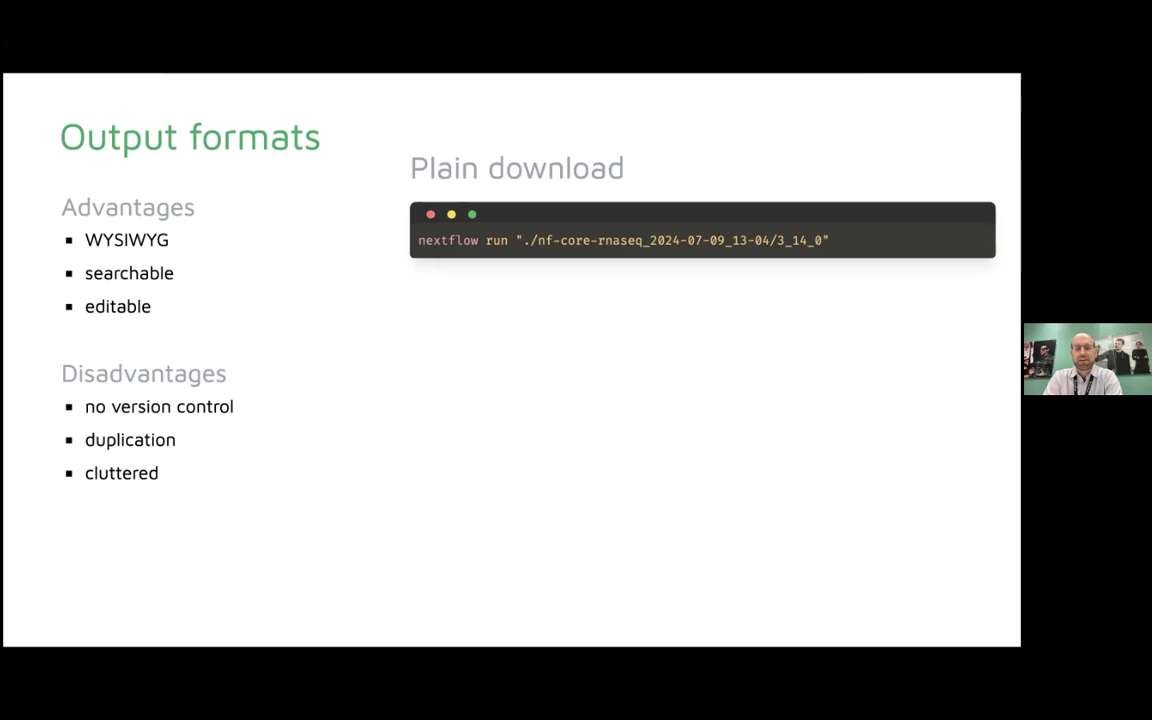 Output formats
Advantages
WYSIWYG
searchable
editable
Disadvantages
no version control
duplication
cluttered
Plain download
nextflow run "./nf-core-rnaseq_2024-07-09_13-04/3_14_0"